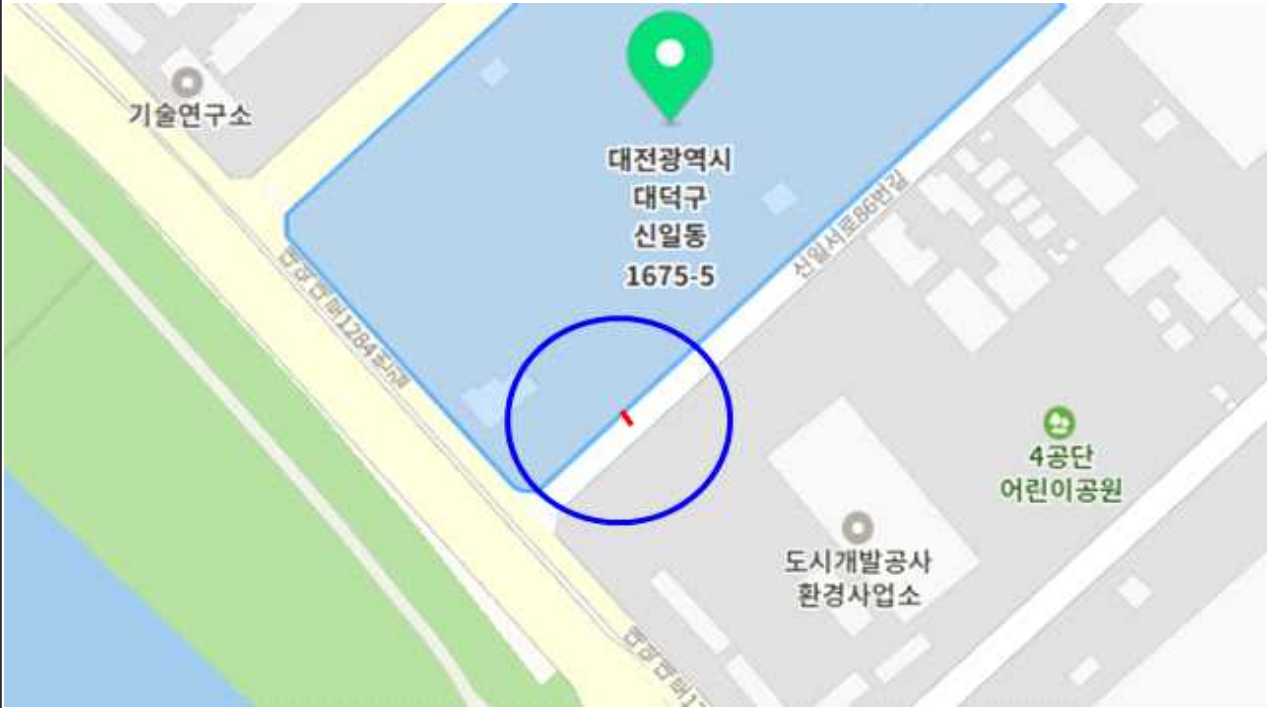 기술연구소
대전광역시
대덕구
신일동
1675-5
신일서로86번길
4공단
어린이공원
도시개발공사
환경사업소